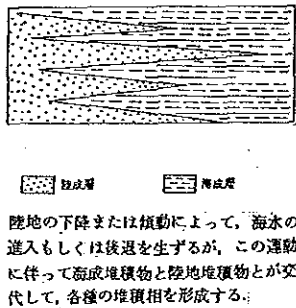 陸成層 海成層
陸地の下降または傾動によって，海水の
進入もしくは後退を生ずるが，この運動
に伴って海成堆積物と陸地堆積物とが交
代して，各種の堆積相を形成する。